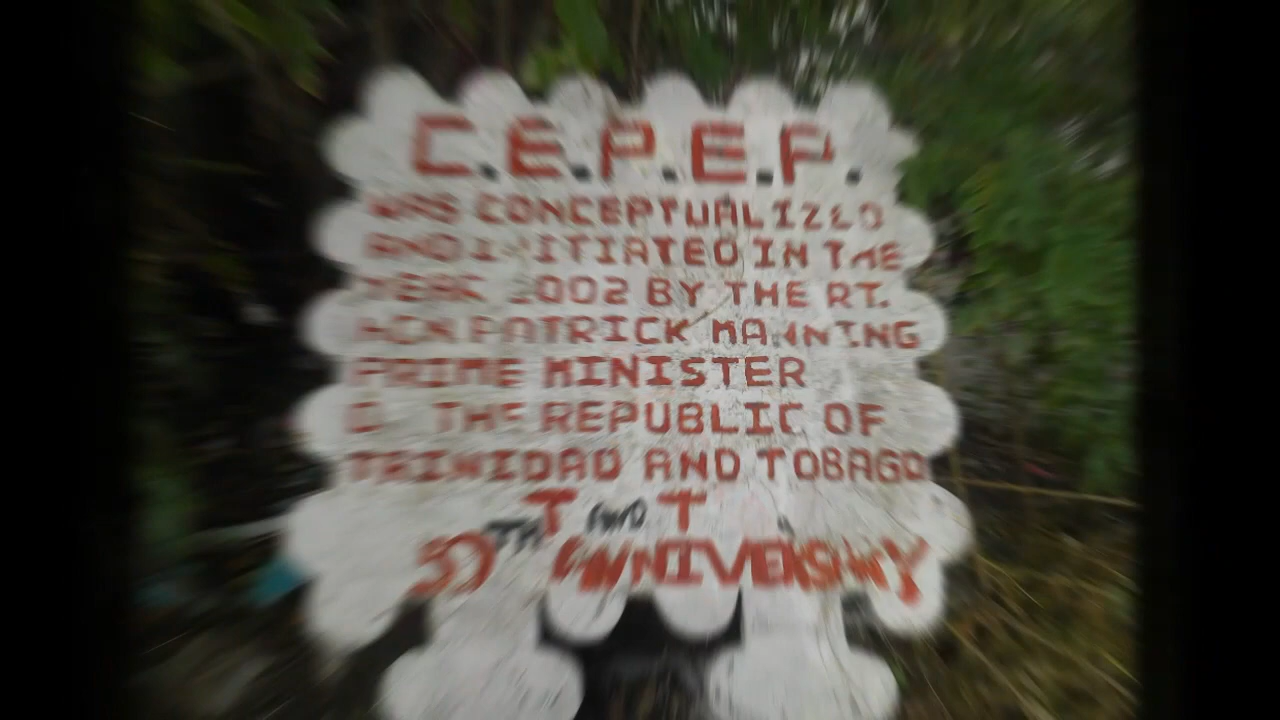 C.E.P.E.P.
WAS CONCEPTUALIZED
AND INITIATED IN THE
YEAR 2002 BY THE RT.
HON PATRICK MANNING
PRIME MINISTER
OF THE REPUBLIC OF
TRINIDAD AND TOBAGO
T AND T
50TH ANNIVERSARY